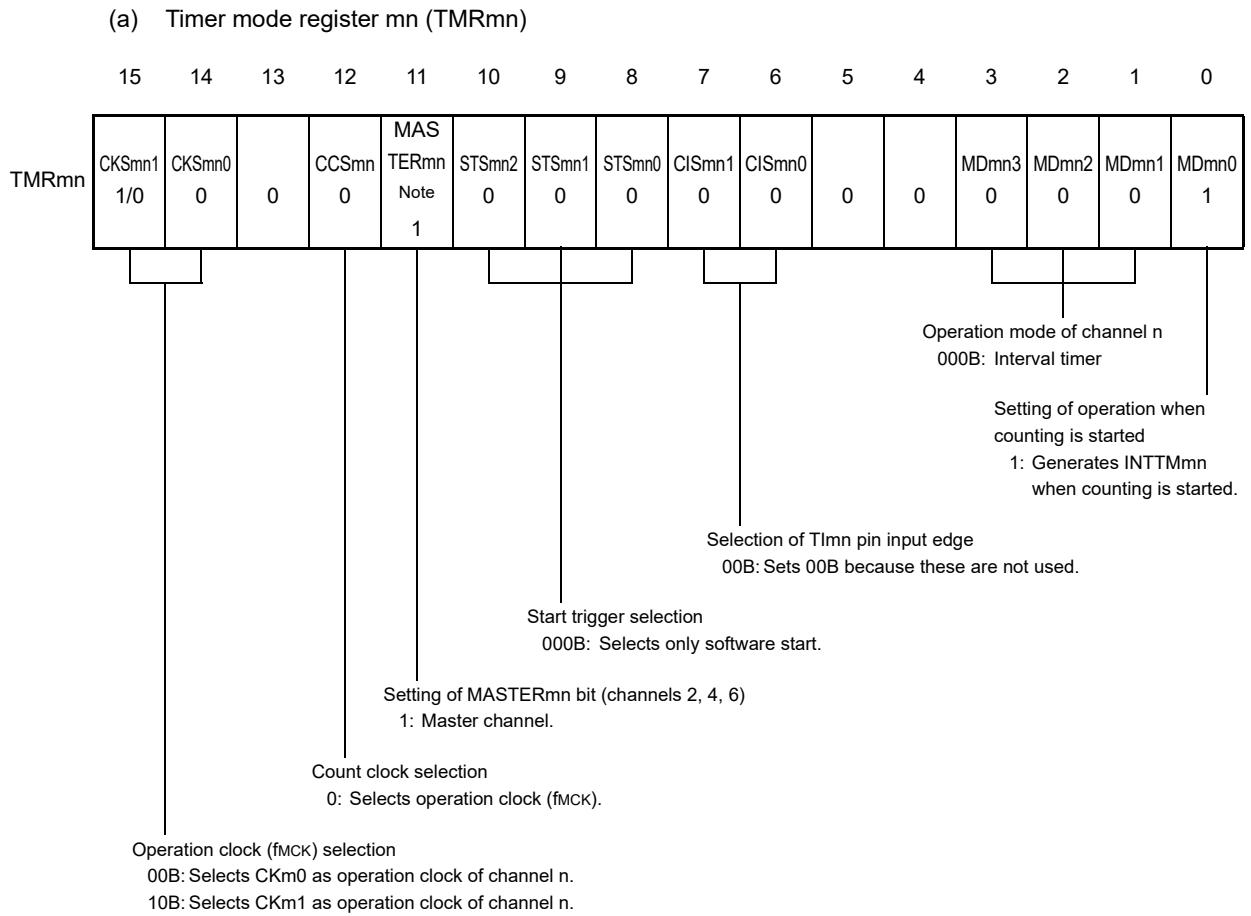 (a) Timer mode register mn (TMRmn)
15 14 13 12 11 10 9 8 7 6 5 4 3 2 1 0
TMRmn
CKSmn1 1/0
CKSmn0 0
0
CCSmn 0
MAS
TERmn
Note
1
STSmn2 0
STSmn1 0
STSmn0 0
CISmn1 0
CISmn0 0
0
0
MDmn3 0
MDmn2 0
MDmn1 0
MDmn0 1
Operation mode of channel n
000B: Interval timer
Setting of operation when
counting is started
1: Generates INTTMmn
when counting is started.
Selection of TImn pin input edge
00B: Sets 00B because these are not used.
Start trigger selection
000B: Selects only software start.
Setting of MASTERmn bit (channels 2, 4, 6)
1: Master channel.
Count clock selection
0: Selects operation clock (fMCK).
Operation clock (fMCK) selection
00B: Selects CKm0 as operation clock of channel n.
10B: Selects CKm1 as operation clock of channel n.